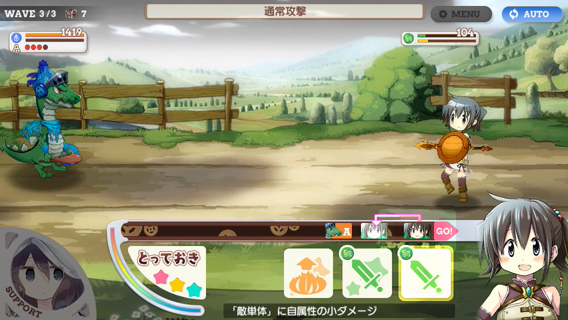 WAVE 3/3 7
通常攻撃
MENU
AUTO
1419
A
104
A
GO!
とっておき
SUPPORT
「敵単体」に自属性の小ダメージ